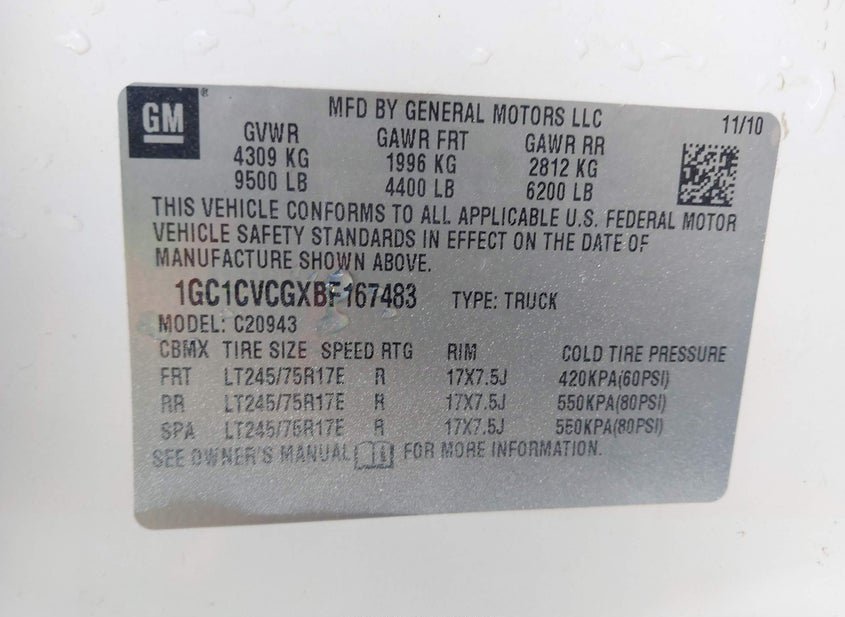 GM®
MFD BY GENERAL MOTORS LLC 11/10
GVWR GAWR FRT GAWR RR
4309 KG 1996 KG 2812 KG
9500 LB 4400 LB 6200 LB
THIS VEHICLE CONFORMS TO ALL APPLICABLE U.S. FEDERAL MOTOR
VEHICLE SAFETY STANDARDS IN EFFECT ON THE DATE OF
MANUFACTURE SHOWN ABOVE.
1GC1CVCGXBF167483 TYPE: TRUCK
MODEL: C20943
CBMX TIRE SIZE SPEED RTG RIM COLD TIRE PRESSURE
FRT LT245/75R17E R 17X7.5J 420KPA(60PSI)
RR LT245/75R17E R 17X7.5J 550KPA(80PSI)
SPA LT245/75R17E R 17X7.5J 550KPA(80PSI)
SEE OWNER'S MANUAL FOR MORE INFORMATION.